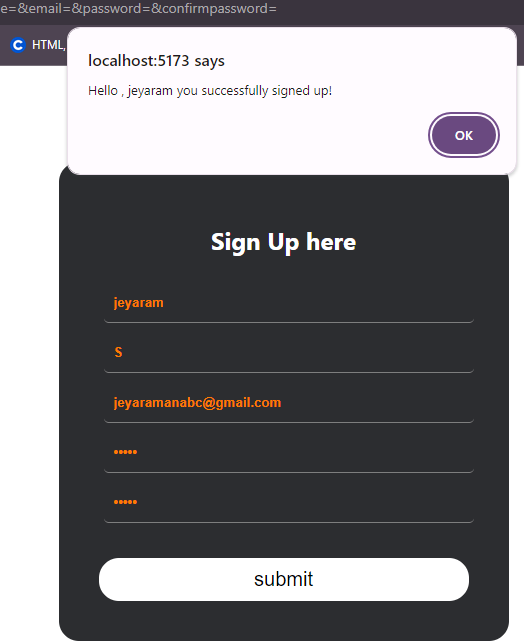 e=&email=&password=&confirmpassword=
C HTML,
localhost:5173 says
Hello , jeyaram you successfully signed up!
OK
Sign Up here
jeyaram
S
jeyaramanabc@gmail.com
•••••
•••••
submit